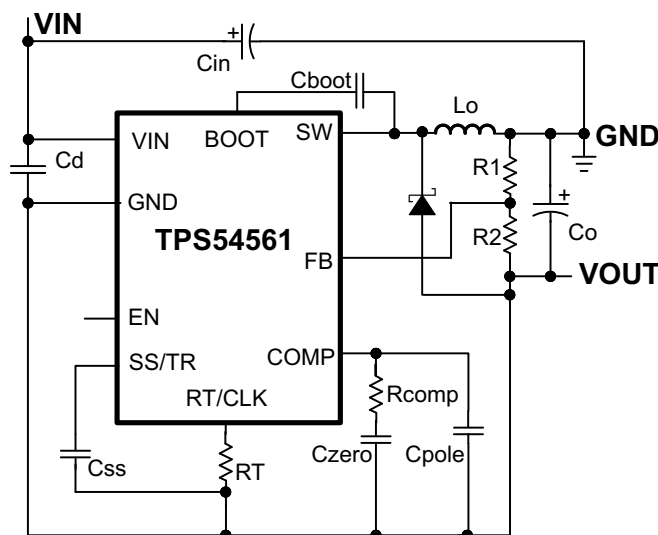 VIN
+
Cin
Cboot
Lo
VIN
BOOT
SW
GND
Cd
R1
GND
+
TPS54561
R2
Co
FB
VOUT
EN
COMP
SS/TR
RT/CLK
Rcomp
Css
RT
Czero
Cpole